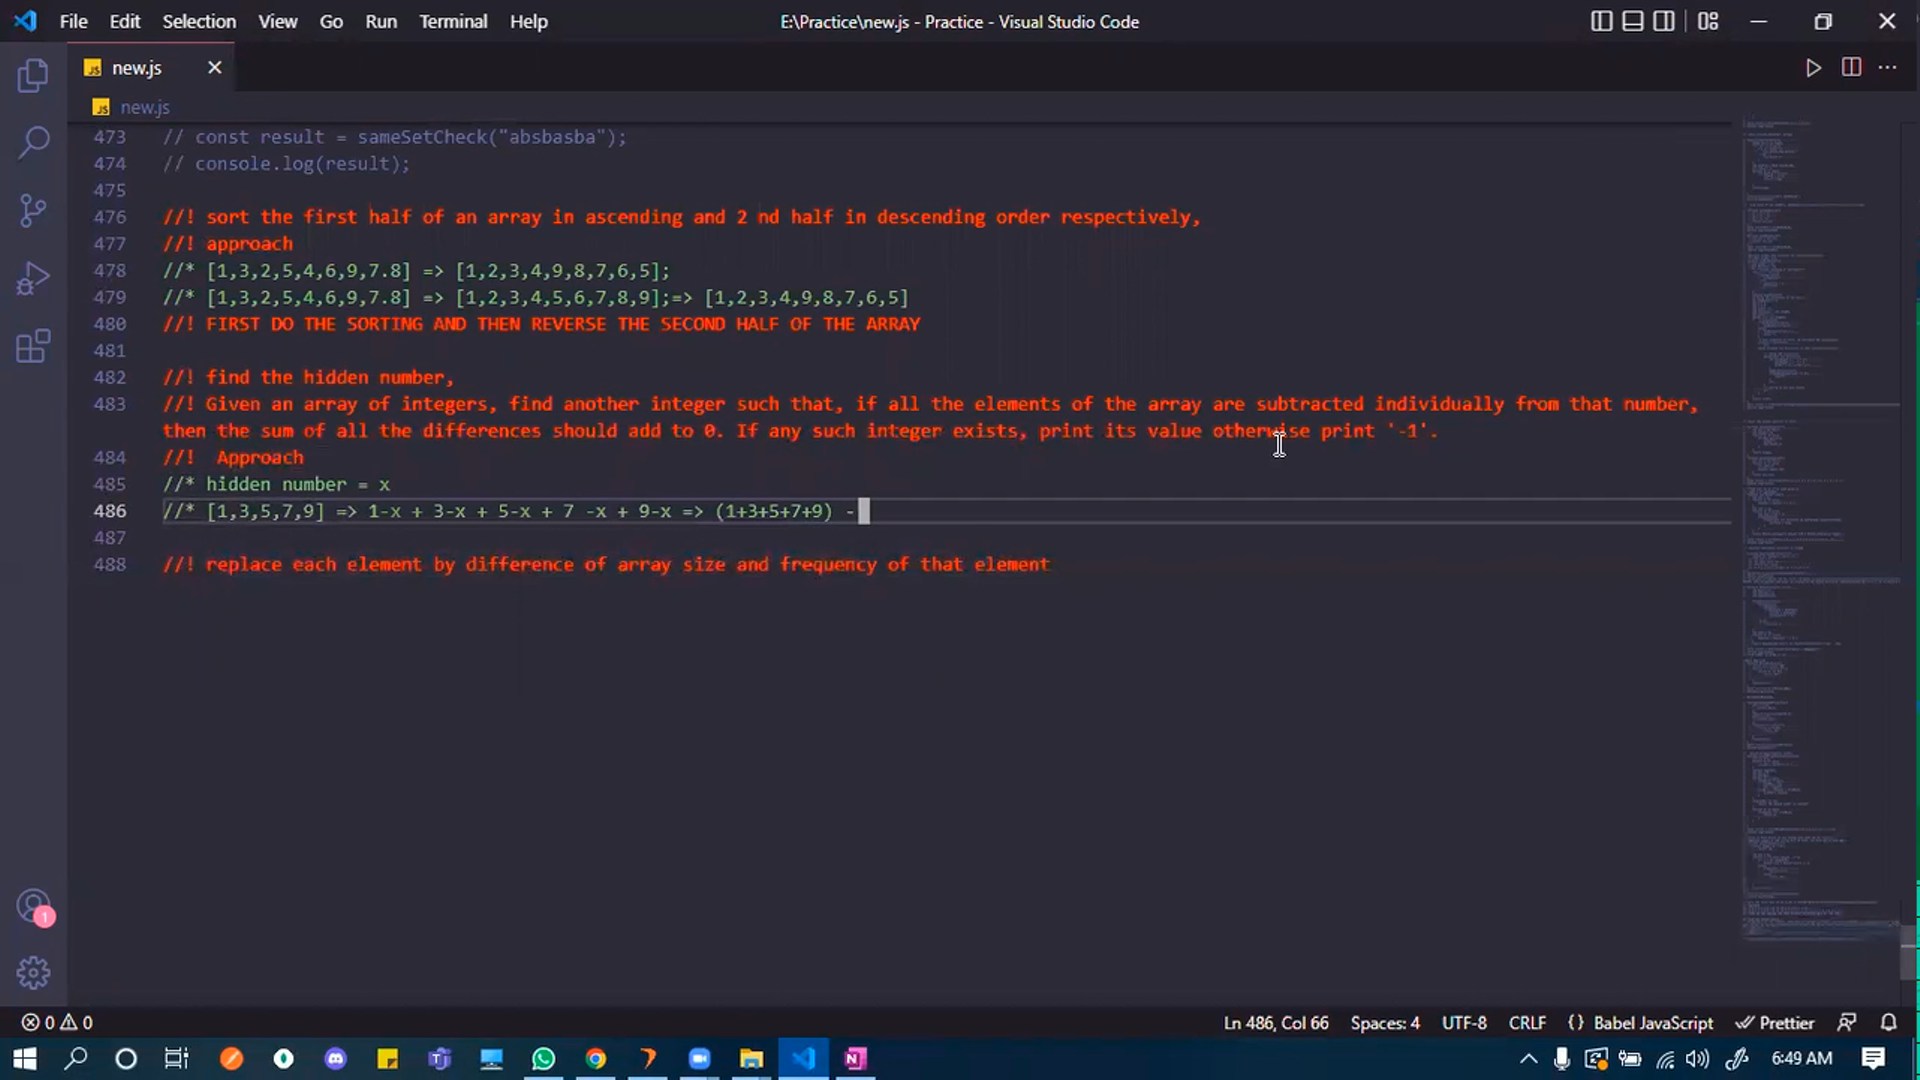 File Edit Selection View Go Run Terminal Help
E:\Practice\new.js - Practice - Visual Studio Code
JS new.js
JS new.js
473 // const result = sameSetCheck("absbasba");
474 // console.log(result);
475
476 //! sort the first half of an array in ascending and 2 nd half in descending order respectively,
477 //! approach
478 //* [1,3,2,5,4,6,9,7.8] => [1,2,3,4,9,8,7,6,5];
479 //* [1,3,2,5,4,6,9,7.8] => [1,2,3,4,5,6,7,8,9];=> [1,2,3,4,9,8,7,6,5]
480 //! FIRST DO THE SORTING AND THEN REVERSE THE SECOND HALF OF THE ARRAY
481
482 //! find the hidden number,
483 //! Given an array of integers, find another integer such that, if all the elements of the array are subtracted individually from that number,
then the sum of all the differences should add to 0. If any such integer exists, print its value otherwise print '-1'.
484 //!  Approach
485 //* hidden number = x
486 //* [1,3,5,7,9] => 1-x + 3-x + 5-x + 7 -x + 9-x => (1+3+5+7+9) -
487
488 //! replace each element by difference of array size and frequency of that element
1
0 0
Ln 486, Col 66 Spaces: 4 UTF-8 CRLF {} Babel JavaScript Prettier
6:49 AM